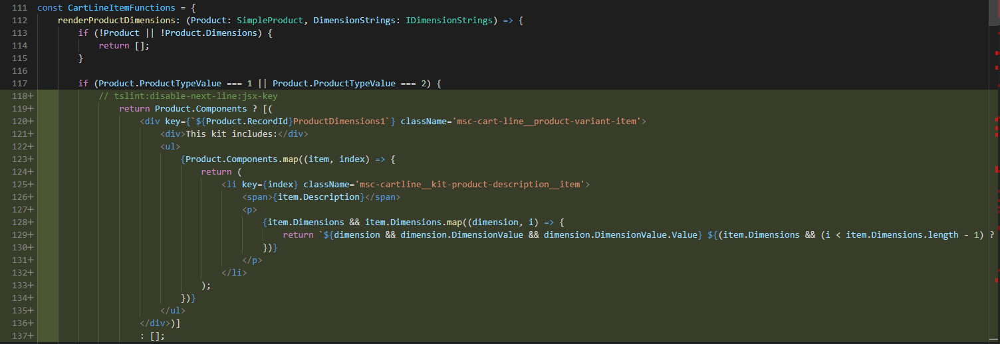 111 const CartLineItemFunctions = {
112 renderProductDimensions: (Product: SimpleProduct, DimensionStrings: IDimensionStrings) => {
113 if (!Product || !Product.Dimensions) {
114 return [];
115 }
116
117 if (Product.ProductTypeValue === 1 || Product.ProductTypeValue === 2) {
118+ // tslint:disable-next-line:jsx-key
119+ return Product.Components ? [(
120+ <div key={`${Product.RecordId}ProductDimensions1`} className='msc-cart-line__product-variant-item'>
121+ <div>This kit includes:</div>
122+ <ul>
123+ {Product.Components.map((item, index) => {
124+ return (
125+ <li key={index} className='msc-cartline__kit-product-description__item'>
126+ <span>{item.Description}</span>
127+ <p>
128+ {item.Dimensions && item.Dimensions.map((dimension, i) => {
129+ return `${dimension && dimension.DimensionValue && dimension.DimensionValue.Value} ${(item.Dimensions && (i < item.Dimensions.length - 1) ?
130+ })}
131+ </p>
132+ </li>
133+ );
134+ })}
135+ </ul>
136+ </div>)]
137+ : [];